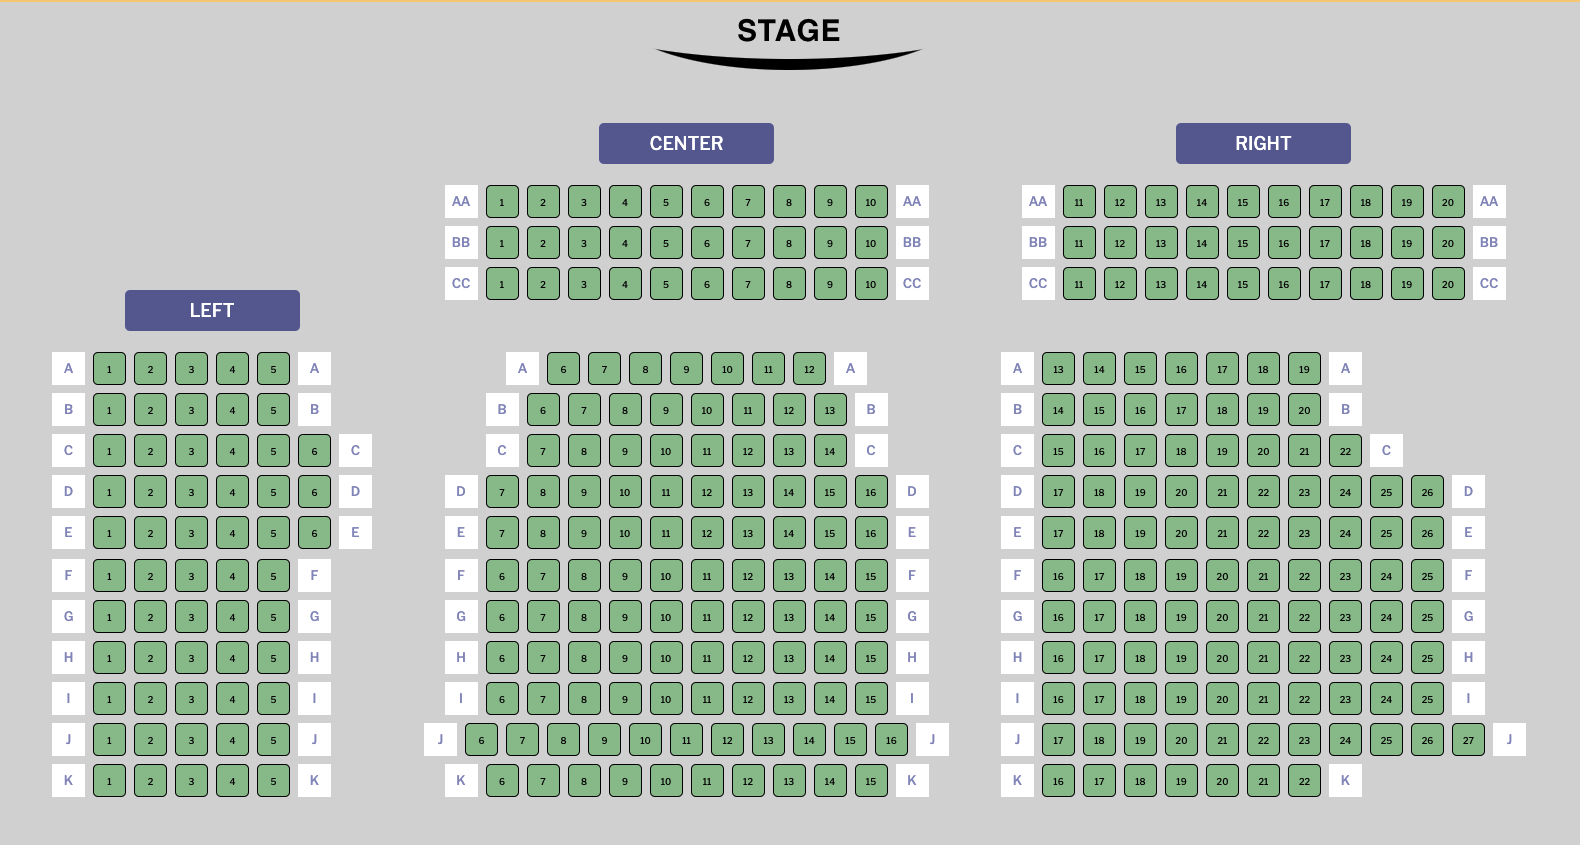 STAGE
CENTER RIGHT
AA 1 2 3 4 5 6 7 8 9 10 AA AA 11 12 13 14 15 16 17 18 19 20 AA
BB 1 2 3 4 5 6 7 8 9 10 BB BB 11 12 13 14 15 16 17 18 19 20 BB
CC 1 2 3 4 5 6 7 8 9 10 CC CC 11 12 13 14 15 16 17 18 19 20 CC
LEFT
A 1 2 3 4 5 A A 6 7 8 9 10 11 12 A A 13 14 15 16 17 18 19 A
B 1 2 3 4 5 B B 6 7 8 9 10 11 12 13 B B 14 15 16 17 18 19 20 B
C 1 2 3 4 5 6 C C 7 8 9 10 11 12 13 14 C C 15 16 17 18 19 20 21 22 C
D 1 2 3 4 5 6 D D 7 8 9 10 11 12 13 14 15 16 D D 17 18 19 20 21 22 23 24 25 26 D
E 1 2 3 4 5 6 E E 7 8 9 10 11 12 13 14 15 16 E E 17 18 19 20 21 22 23 24 25 26 E
F 1 2 3 4 5 F F 6 7 8 9 10 11 12 13 14 15 F F 16 17 18 19 20 21 22 23 24 25 F
G 1 2 3 4 5 G G 6 7 8 9 10 11 12 13 14 15 G G 16 17 18 19 20 21 22 23 24 25 G
H 1 2 3 4 5 H H 6 7 8 9 10 11 12 13 14 15 H H 16 17 18 19 20 21 22 23 24 25 H
I 1 2 3 4 5 I I 6 7 8 9 10 11 12 13 14 15 I I 16 17 18 19 20 21 22 23 24 25 I
J 1 2 3 4 5 J J 6 7 8 9 10 11 12 13 14 15 16 J J 17 18 19 20 21 22 23 24 25 26 27 J
K 1 2 3 4 5 K K 6 7 8 9 10 11 12 13 14 15 K K 16 17 18 19 20 21 22 K